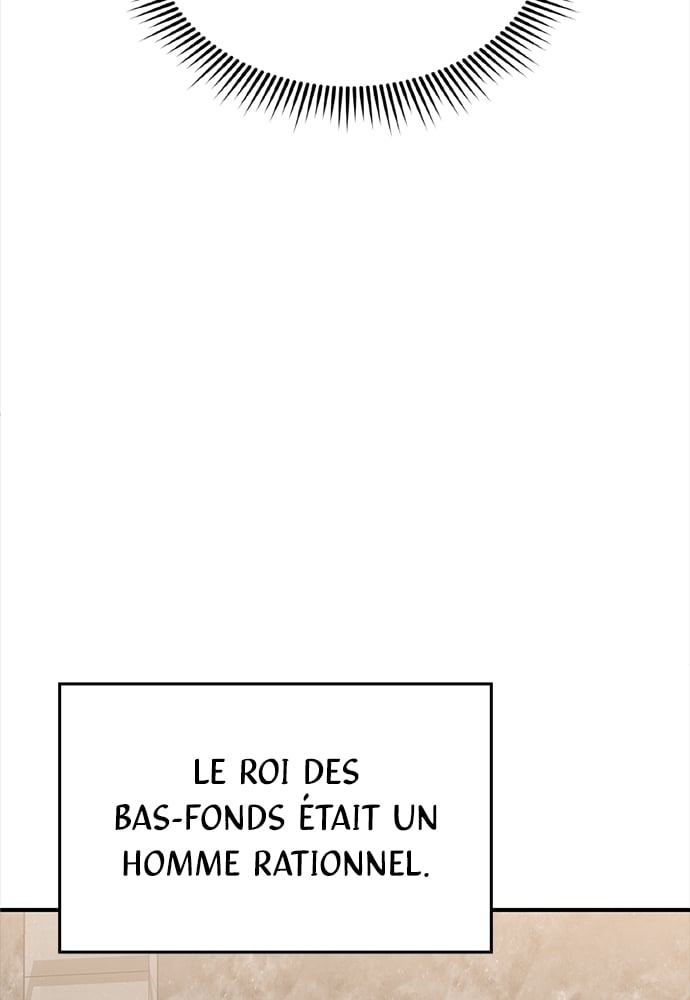 LE ROI DES
BAS-FONDS ÉTAIT UN
HOMME RATIONNEL.